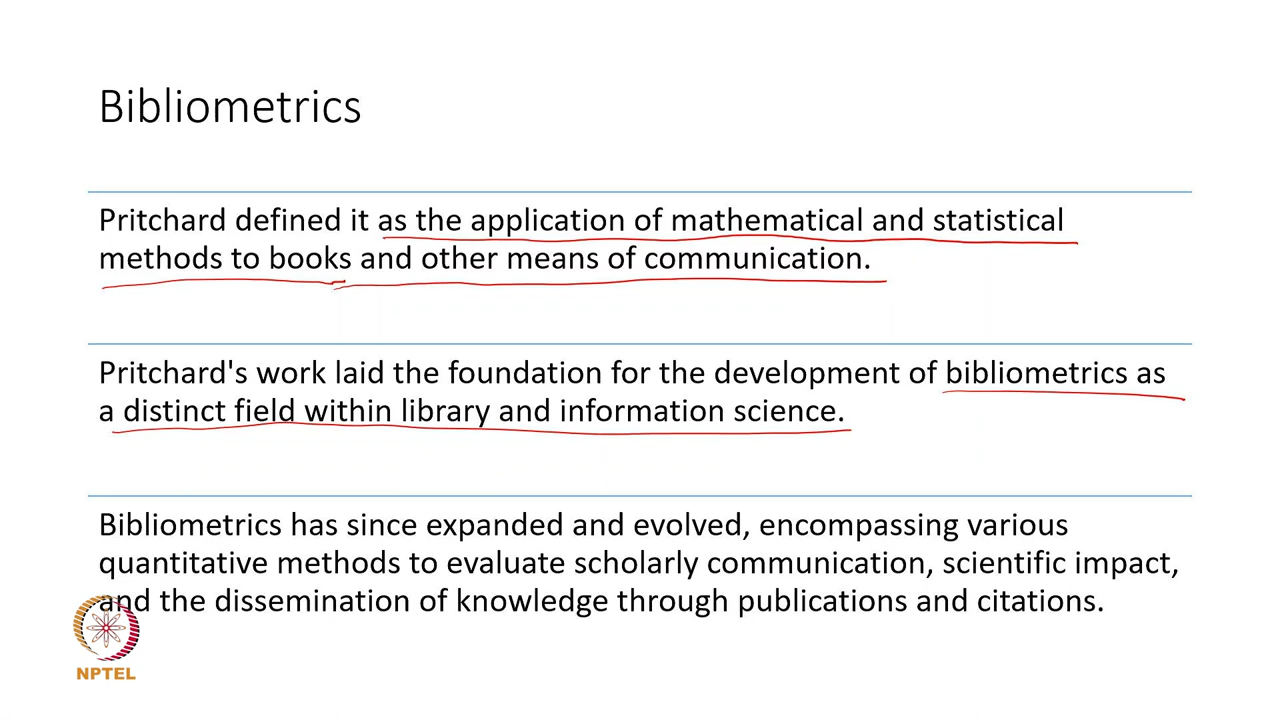 Bibliometrics
Pritchard defined it as the application of mathematical and statistical
methods to books and other means of communication.
Pritchard's work laid the foundation for the development of bibliometrics as
a distinct field within library and information science.
Bibliometrics has since expanded and evolved, encompassing various
quantitative methods to evaluate scholarly communication, scientific impact,
and the dissemination of knowledge through publications and citations.
NPTEL